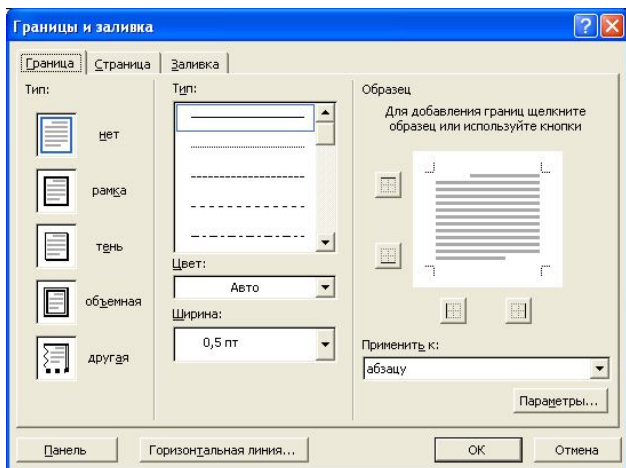 Границы и заливка
Граница
Страница
Заливка
Тип:
нет
рамка
тень
объемная
другая
Тип:
Цвет:
Авто
Ширина:
0,5 пт
Образец
Для добавления границ щелкните
образец или используйте кнопки
Применить к:
абзацу
Параметры...
Панель
Горизонтальная линия...
ОК
Отмена